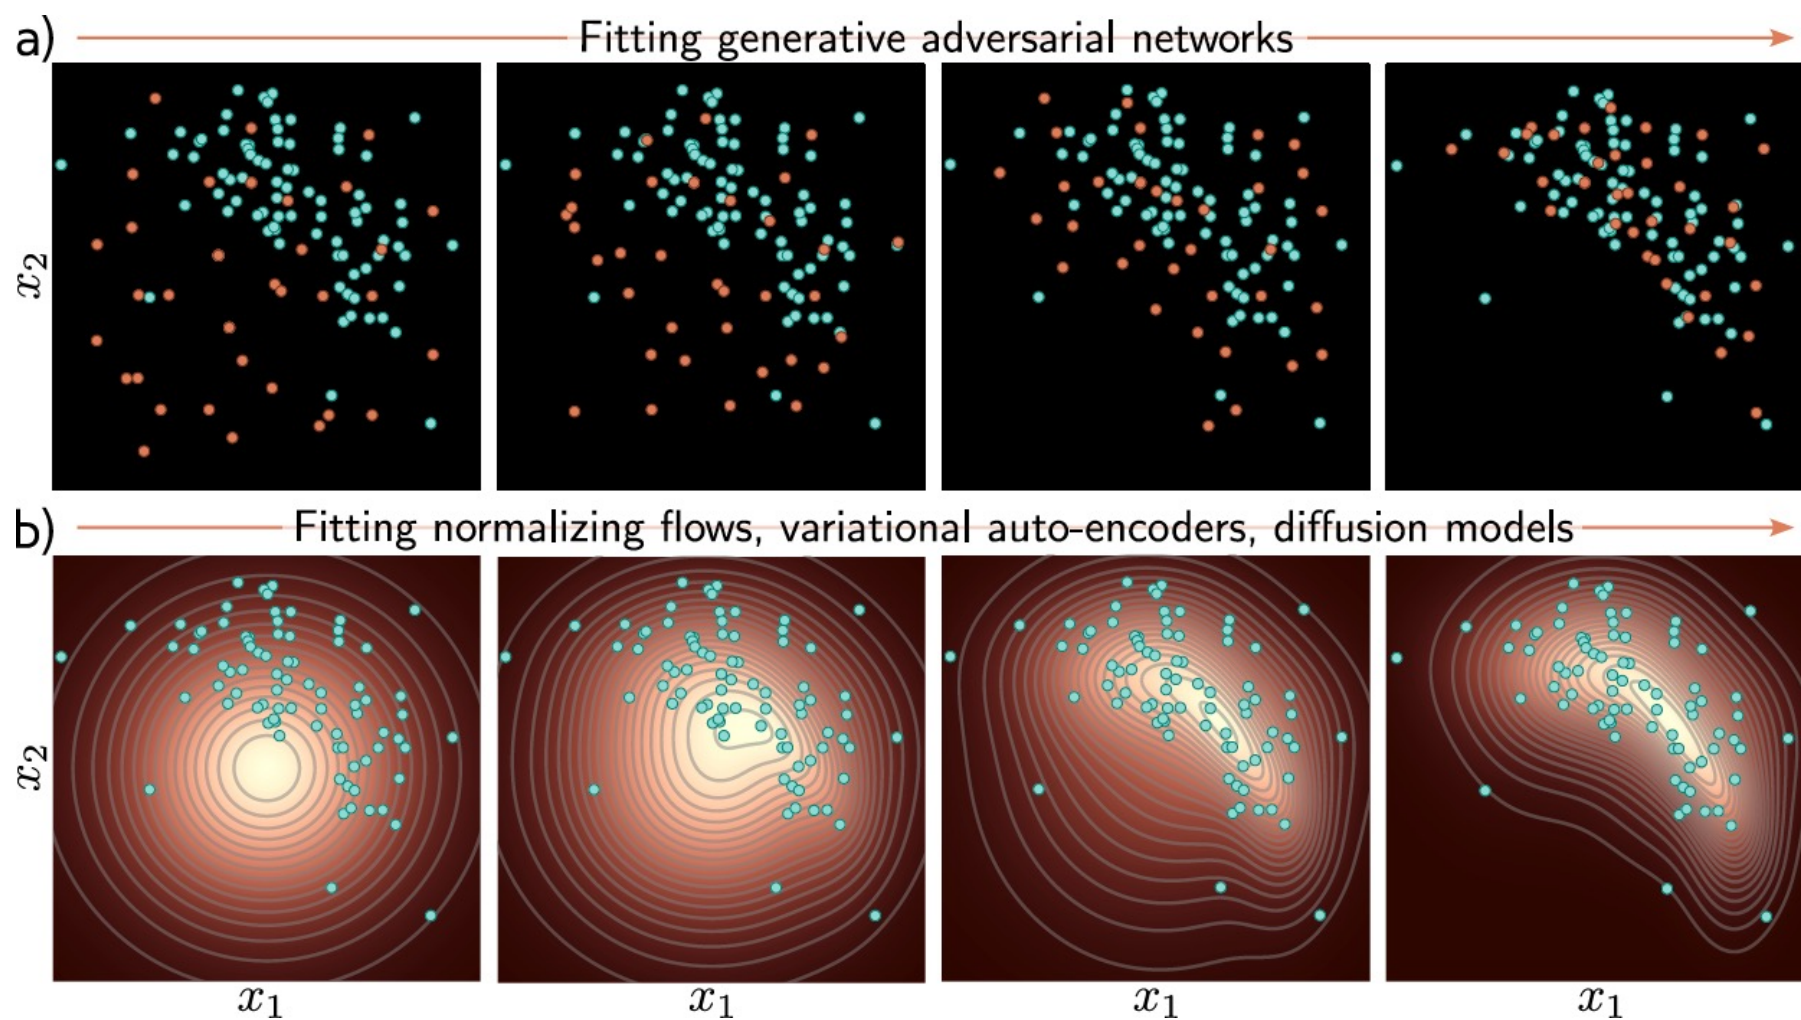 a) Fitting generative adversarial networks
x₂
b) Fitting normalizing flows, variational auto-encoders, diffusion models
x₂
x₁ x₁ x₁ x₁